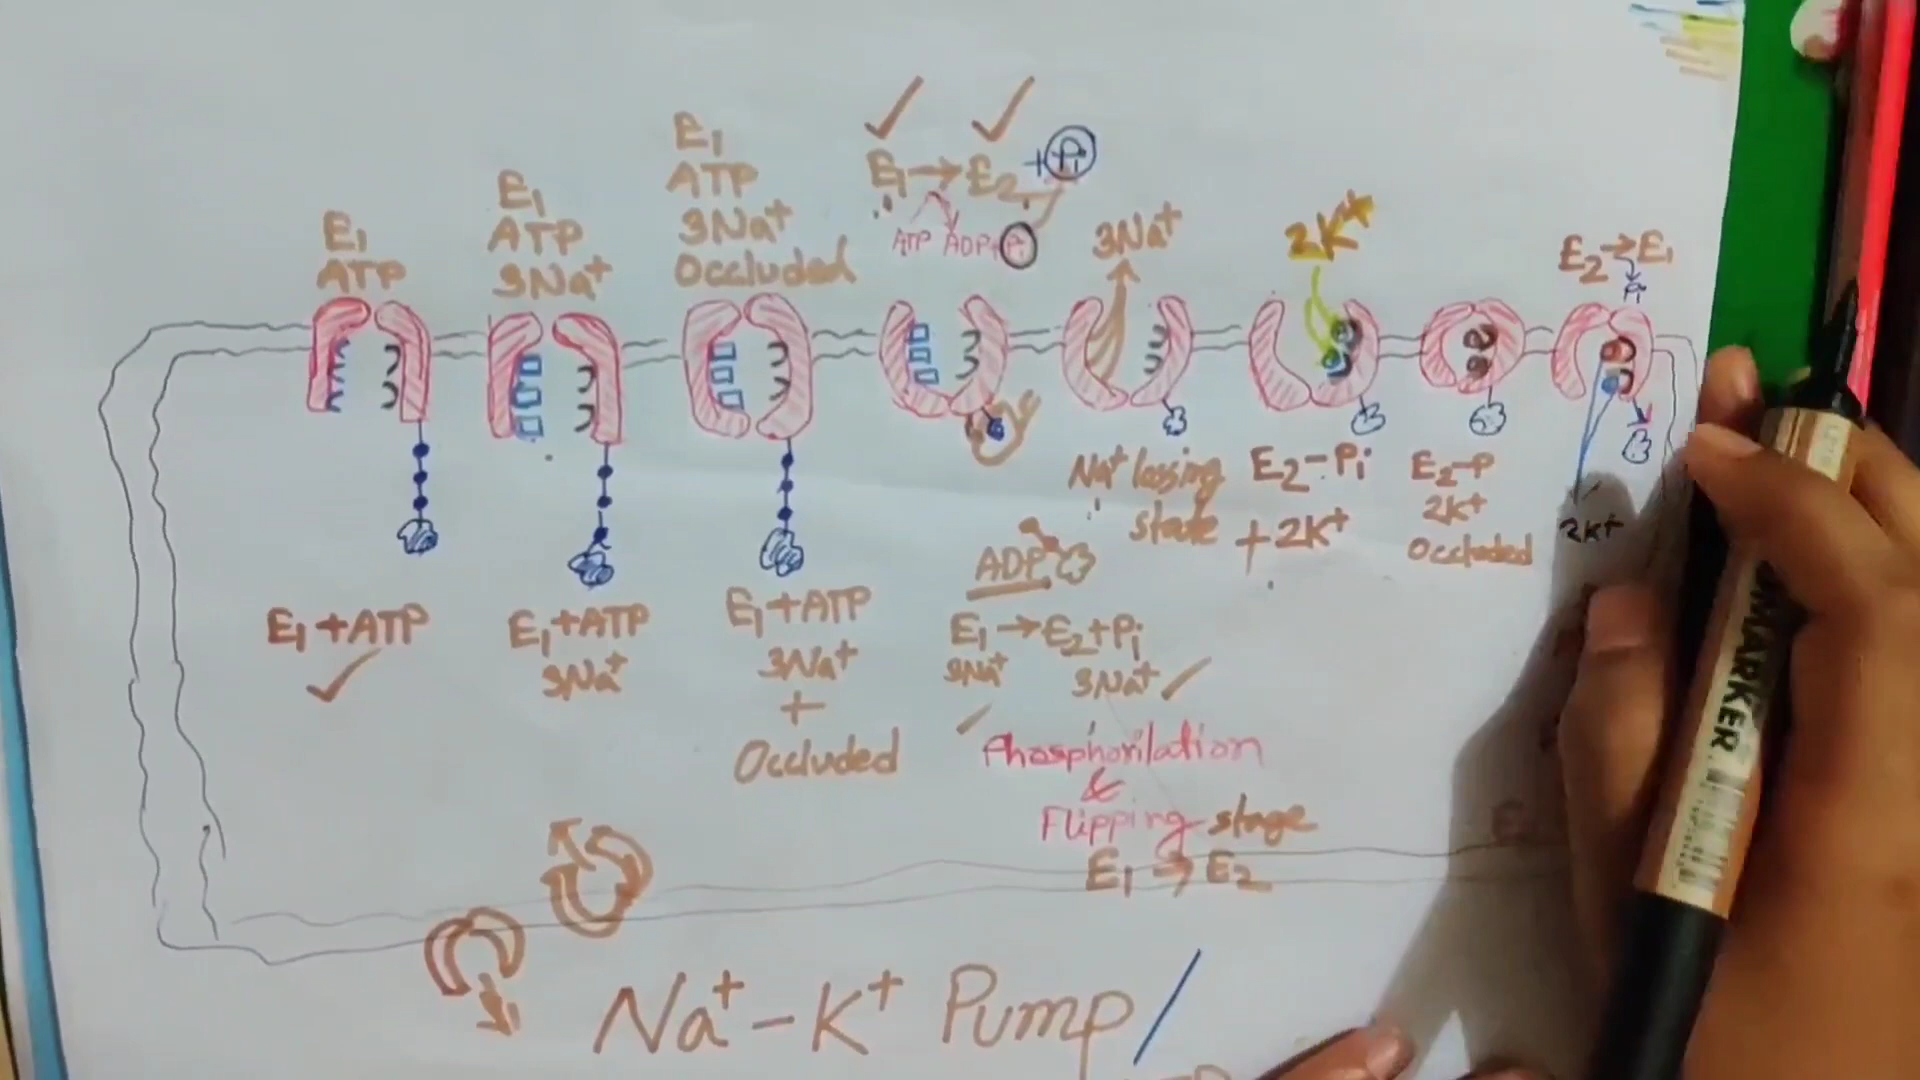 E1
ATP
E1
ATP
3Na+
E1
ATP
3Na+
Occluded
E1 → E2 + Pi
ATP ADP+Pi
3Na+
2K+
E2 → E1
Pi
E1 + ATP
E1 + ATP
3Na+
E1 + ATP
3Na+
+
Occluded
ADP
E1 → E2 + Pi
3Na+ 3Na+
Phosphorilation
&
Flipping stage
E1 → E2
Na+ loosing
state
E2 - Pi
+ 2K+
E2-P
2K+
Occluded
2K+
Na+ - K+ Pump /
MARKER